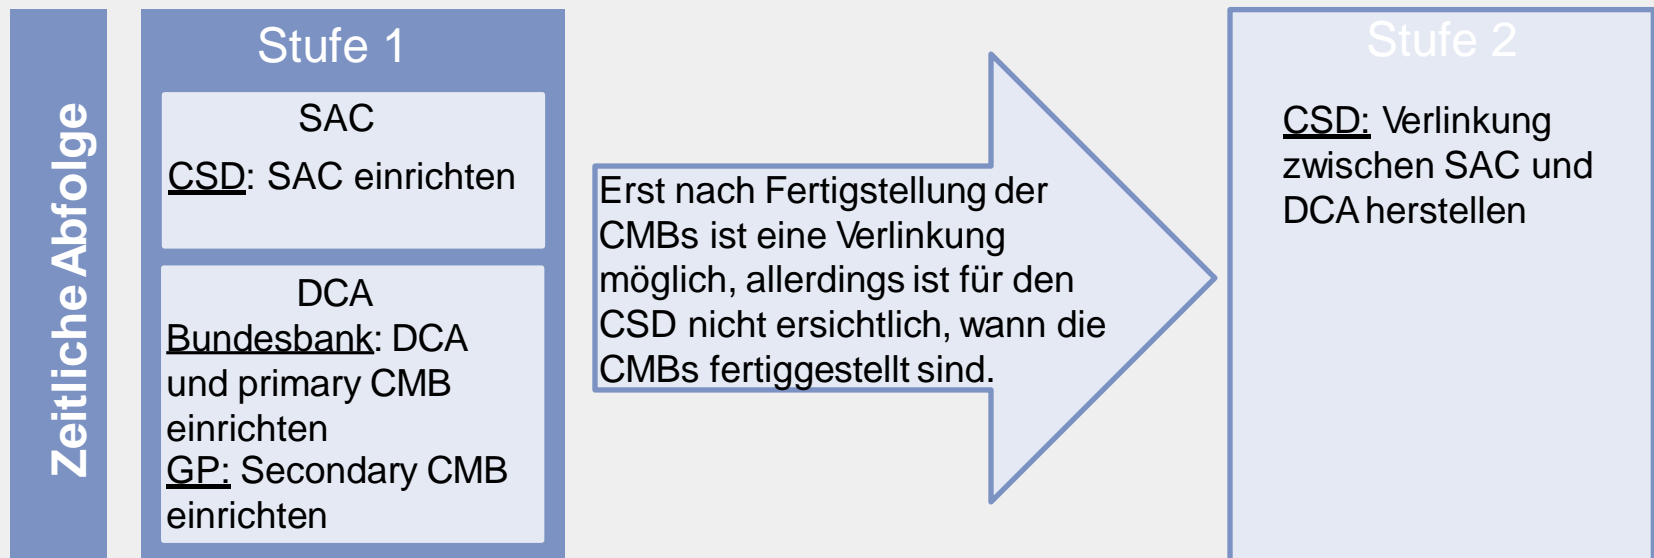 Zeitliche Abfolge
Stufe 1
SAC
CSD: SAC einrichten
DCA
Bundesbank: DCA
und primary CMB
einrichten
GP: Secondary CMB
einrichten
Erst nach Fertigstellung der
CMBs ist eine Verlinkung
möglich, allerdings ist für den
CSD nicht ersichtlich, wann die
CMBs fertiggestellt sind.
Stufe 2
CSD: Verlinkung
zwischen SAC und
DCA herstellen